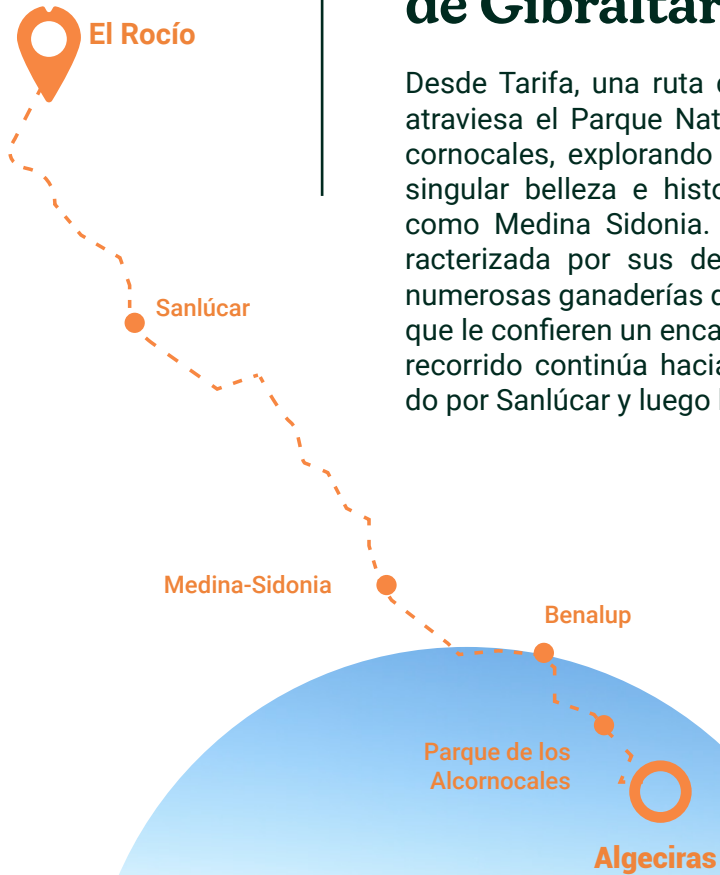 de Gibraltar
El Rocío
Desde Tarifa, una ruta
atraviesa el Parque Nat
cornocales, explorando
singular belleza e histo
como Medina Sidonia.
racterizada por sus de
numerosas ganaderías
que le confieren un enca
recorrido continúa hacia
do por Sanlúcar y luego
Sanlúcar
Medina-Sidonia
Benalup
Parque de los
Alcornocales
Algeciras